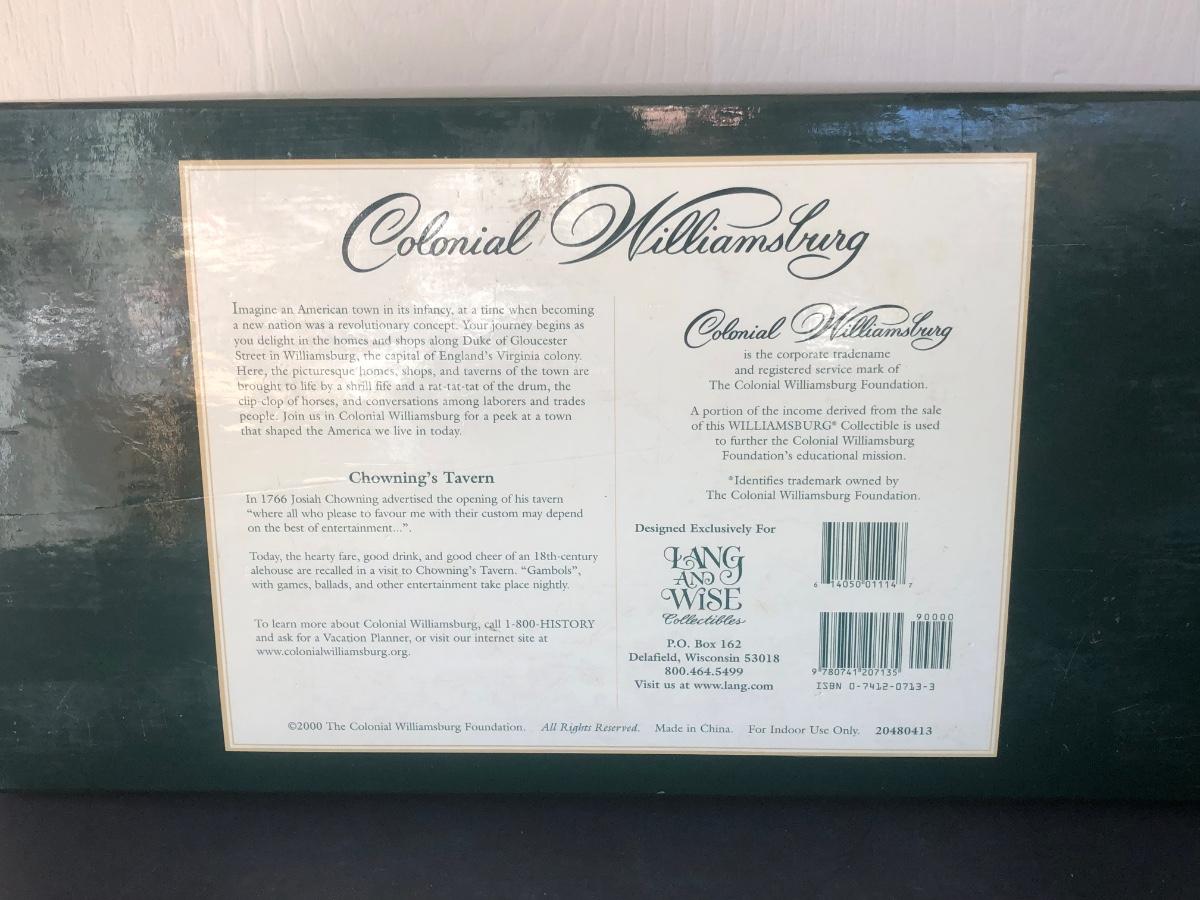 Colonial Williamsburg
Imagine an American town in its infancy, at a time when becoming
a new nation was a revolutionary concept. Your journey begins as
you delight in the homes and shops along Duke of Gloucester
Street in Williamsburg, the capital of England's Virginia colony.
Here, the picturesque homes, shops, and taverns of the town are
brought to life by a shrill fife and a rat-tat-tat of the drum, the
clip-clop of horses, and conversations among laborers and trades
people. Join us in Colonial Williamsburg for a peek at a town
that shaped the America we live in today.
Chowning's Tavern
In 1766 Josiah Chowning advertised the opening of his tavern
"where all who please to favour me with their custom may depend
on the best of entertainment...".
Today, the hearty fare, good drink, and good cheer of an 18th-century
alehouse are recalled in a visit to Chowning's Tavern. "Gambols",
with games, ballads, and other entertainment take place nightly.
To learn more about Colonial Williamsburg, call 1-800-HISTORY
and ask for a Vacation Planner, or visit our internet site at
www.colonialwilliamsburg.org.
Colonial Williamsburg
is the corporate tradename
and registered service mark of
The Colonial Williamsburg Foundation.
A portion of the income derived from the sale
of this WILLIAMSBURG* Collectible is used
to further the Colonial Williamsburg
Foundation's educational mission.
*Identifies trademark owned by
The Colonial Williamsburg Foundation.
Designed Exclusively For
LANG
AND
WISE
Collectibles
P.O. Box 162
Delafield, Wisconsin 53018
800.464.5499
Visit us at www.lang.com
6 14050 01114 7
90000
9 780741 207135
ISBN 0-7412-0713-3
©2000 The Colonial Williamsburg Foundation. All Rights Reserved. Made in China. For Indoor Use Only. 20480413